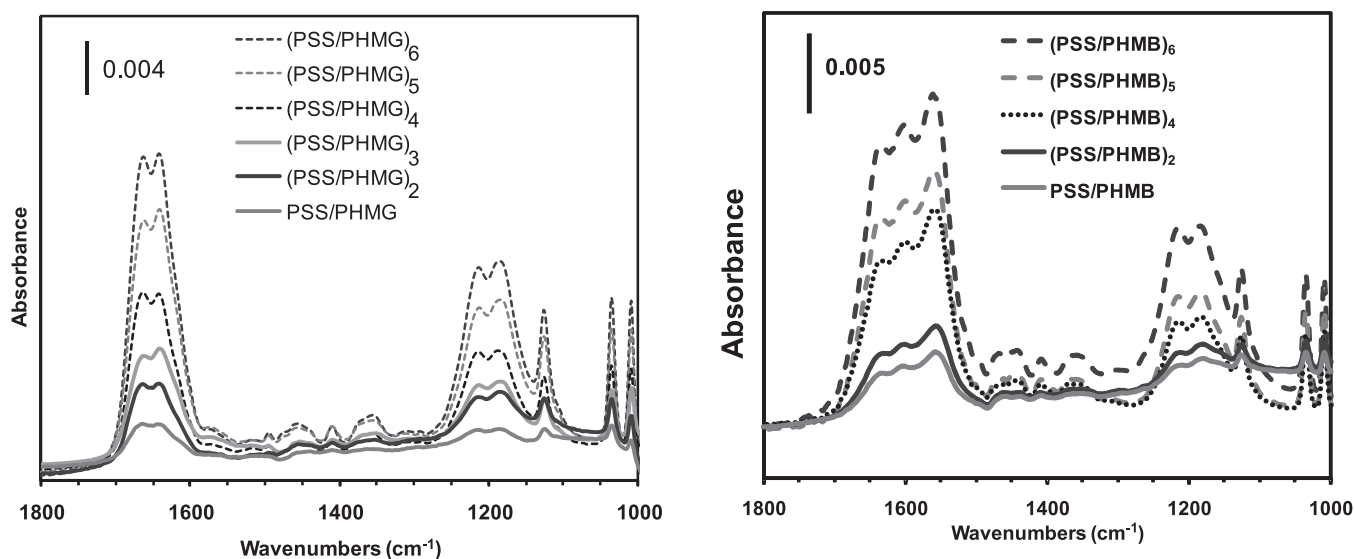 (PSS/PHMG)6
0.004
(PSS/PHMG)5
(PSS/PHMG)4
(PSS/PHMG)3
(PSS/PHMG)2
PSS/PHMG
Absorbance
1800 1600 1400 1200 1000
Wavenumbers (cm-1)
(PSS/PHMB)6
0.005
(PSS/PHMB)5
(PSS/PHMB)4
(PSS/PHMB)2
PSS/PHMB
Absorbance
1800 1600 1400 1200 1000
Wavenumbers (cm-1)